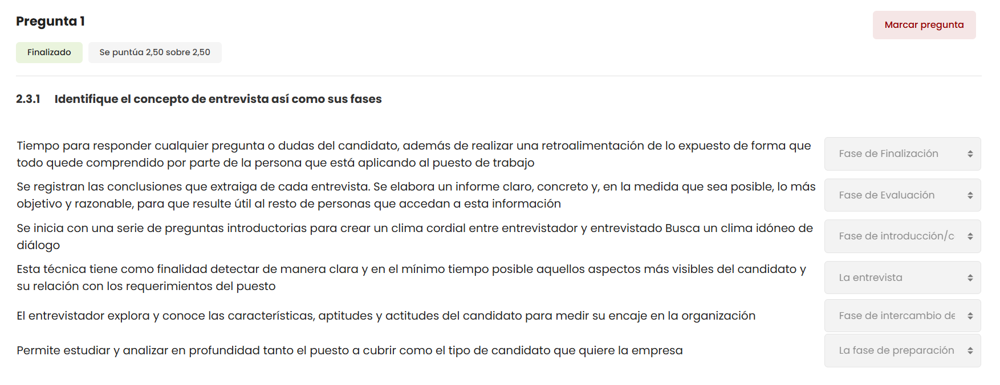 Pregunta 1
Marcar pregunta
Finalizado
Se puntúa 2,50 sobre 2,50
2.3.1 Identifique el concepto de entrevista así como sus fases
Tiempo para responder cualquier pregunta o dudas del candidato, además de realizar una retroalimentación de lo expuesto de forma que
todo quede comprendido por parte de la persona que está aplicando al puesto de trabajo
Fase de Finalización
Se registran las conclusiones que extraiga de cada entrevista. Se elabora un informe claro, concreto y, en la medida que sea posible, lo más
objetivo y razonable, para que resulte útil al resto de personas que accedan a esta información
Fase de Evaluación
Se inicia con una serie de preguntas introductorias para crear un clima cordial entre entrevistador y entrevistado Busca un clima idóneo de
diálogo
Fase de introducción/c
Esta técnica tiene como finalidad detectar de manera clara y en el mínimo tiempo posible aquellos aspectos más visibles del candidato y
su relación con los requerimientos del puesto
La entrevista
El entrevistador explora y conoce las características, aptitudes y actitudes del candidato para medir su encaje en la organización
Fase de intercambio de
Permite estudiar y analizar en profundidad tanto el puesto a cubrir como el tipo de candidato que quiere la empresa
La fase de preparación